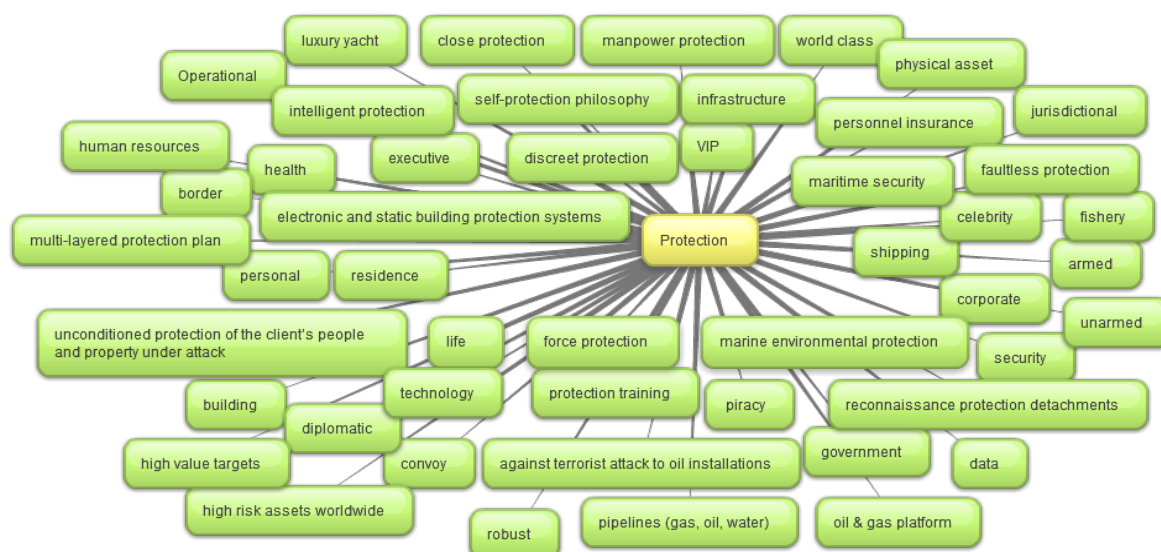 luxury yacht
close protection
manpower protection
world class
Operational
physical asset
intelligent protection
self-protection philosophy
infrastructure
jurisdictional
personnel insurance
human resources
executive
discreet protection
VIP
health
faultless protection
border
maritime security
electronic and static building protection systems
celebrity
fishery
multi-layered protection plan
Protection
shipping
armed
personal
residence
corporate
unarmed
unconditioned protection of the client's people
and property under attack
life
force protection
marine environmental protection
security
technology
protection training
piracy
reconnaissance protection detachments
building
diplomatic
high value targets
convoy
against terrorist attack to oil installations
government
data
high risk assets worldwide
robust
pipelines (gas, oil, water)
oil & gas platform